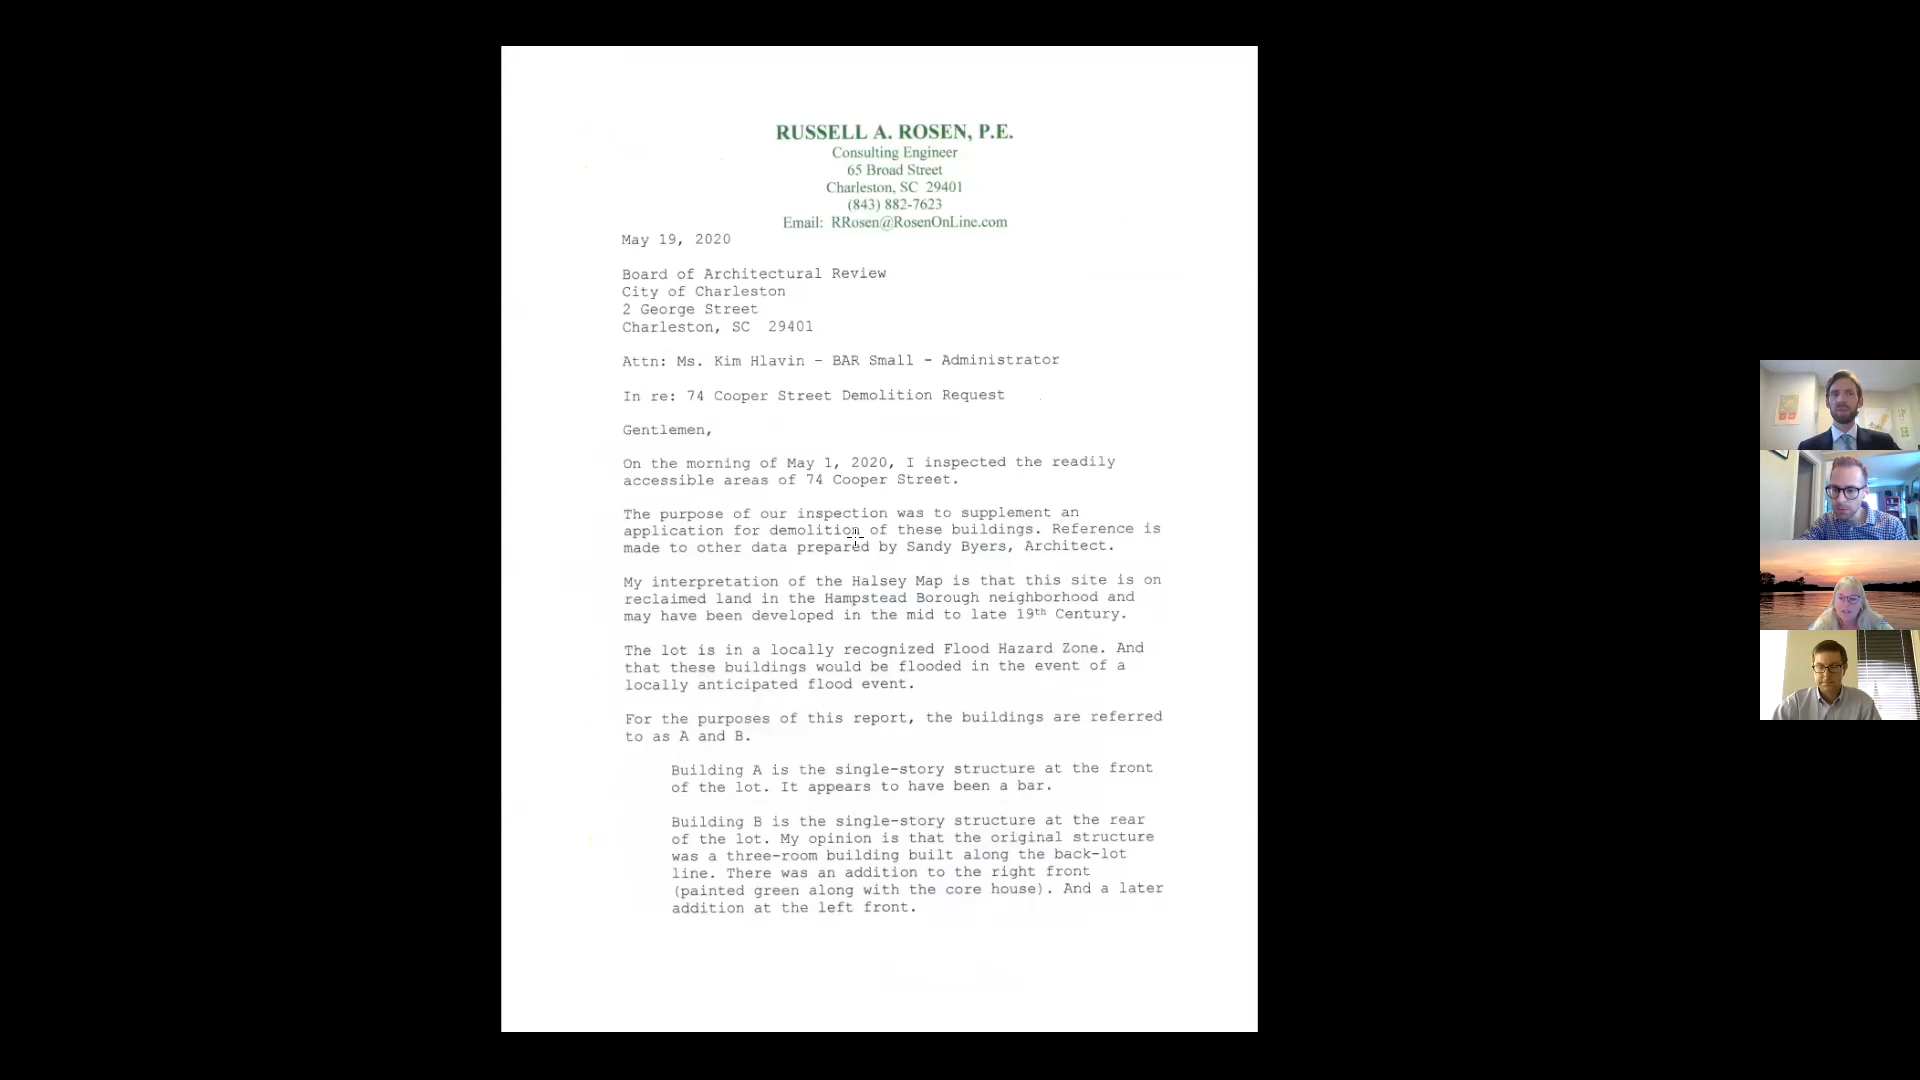 RUSSELL A. ROSEN, P.E.
Consulting Engineer
65 Broad Street
Charleston, SC 29401
(843) 882-7623
Email: RRosen@RosenOnLine.com
May 19, 2020
Board of Architectural Review
City of Charleston
2 George Street
Charleston, SC 29401
Attn: Ms. Kim Hlavin - BAR Small - Administrator
In re: 74 Cooper Street Demolition Request
Gentlemen,
On the morning of May 1, 2020, I inspected the readily
accessible areas of 74 Cooper Street.
The purpose of our inspection was to supplement an
application for demolition of these buildings. Reference is
made to other data prepared by Sandy Byers, Architect.
My interpretation of the Halsey Map is that this site is on
reclaimed land in the Hampstead Borough neighborhood and
may have been developed in the mid to late 19th Century.
The lot is in a locally recognized Flood Hazard Zone. And
that these buildings would be flooded in the event of a
locally anticipated flood event.
For the purposes of this report, the buildings are referred
to as A and B.
Building A is the single-story structure at the front
of the lot. It appears to have been a bar.
Building B is the single-story structure at the rear
of the lot. My opinion is that the original structure
was a three-room building built along the back-lot
line. There was an addition to the right front
(painted green along with the core house). And a later
addition at the left front.